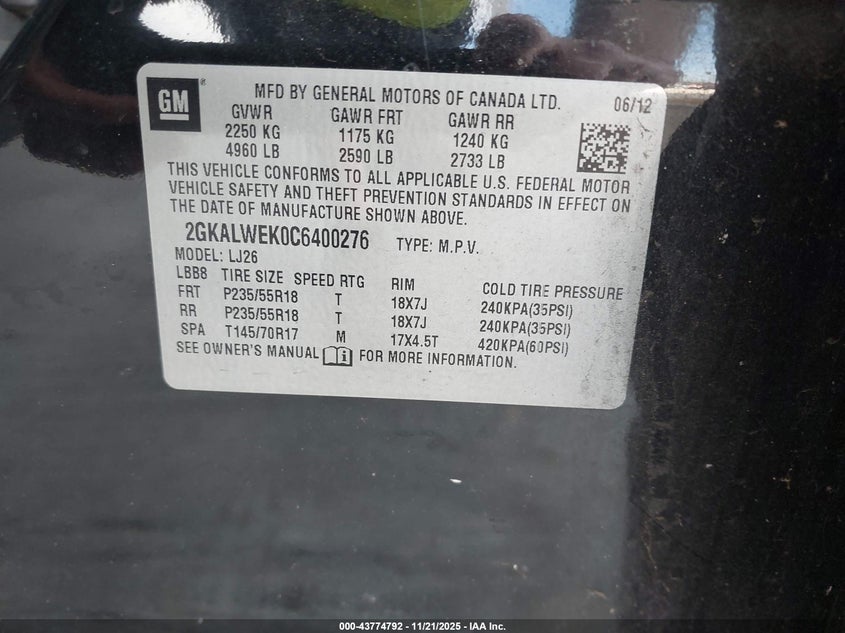 GM ®
MFD BY GENERAL MOTORS OF CANADA LTD. 06/12
GVWR GAWR FRT GAWR RR
2250 KG 1175 KG 1240 KG
4960 LB 2590 LB 2733 LB
THIS VEHICLE CONFORMS TO ALL APPLICABLE U.S. FEDERAL MOTOR
VEHICLE SAFETY AND THEFT PREVENTION STANDARDS IN EFFECT ON
THE DATE OF MANUFACTURE SHOWN ABOVE.
2GKALWEK0C6400276 TYPE: M.P.V.
MODEL: LJ26
LBB8 TIRE SIZE SPEED RTG RIM COLD TIRE PRESSURE
FRT P235/55R18 T 18X7J 240KPA(35PSI)
RR P235/55R18 T 18X7J 240KPA(35PSI)
SPA T145/70R17 M 17X4.5T 420KPA(60PSI)
SEE OWNER'S MANUAL FOR MORE INFORMATION.
000-43774792 — 11/21/2025 — IAA Inc.